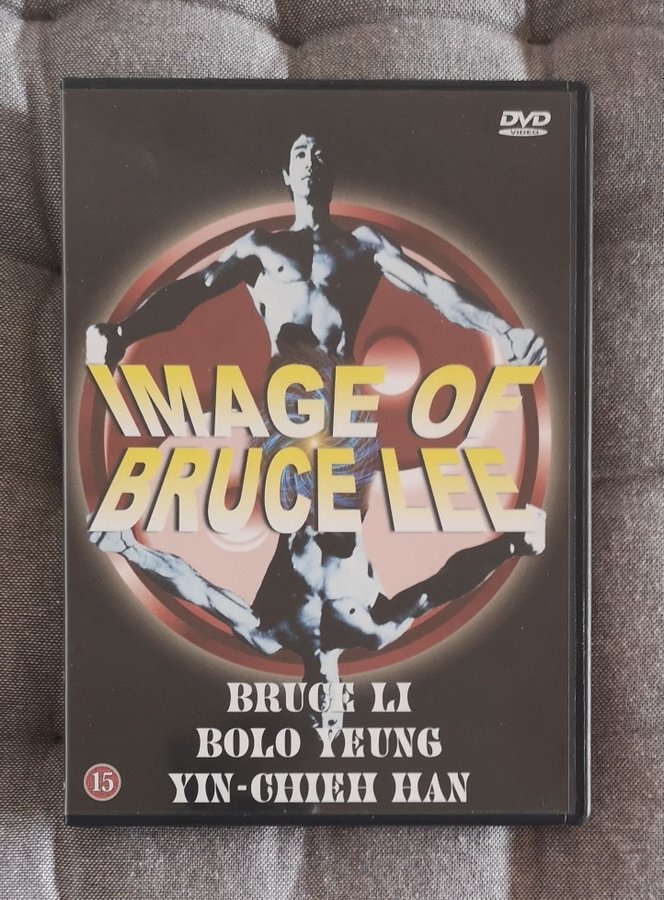 DVD
VIDEO
IMAGE OF
BRUCE LEE
BRUCE LI
BOLO YEUNG
YIN-CHIEH HAN
15